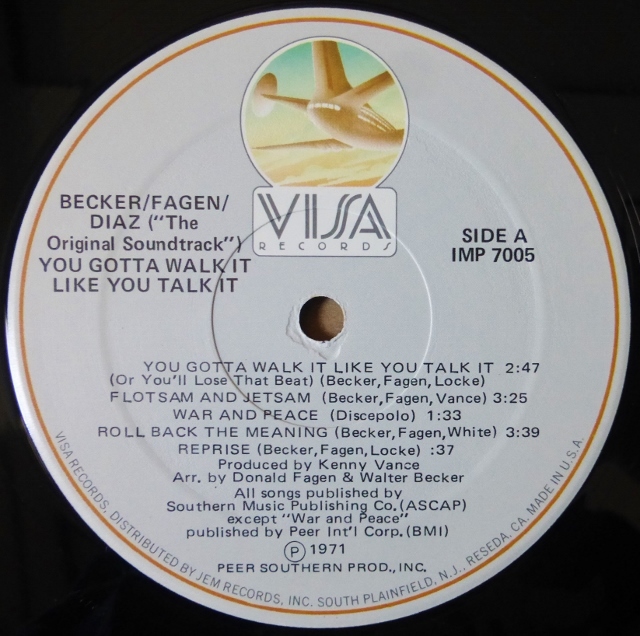 VISA
RECORDS
BECKER/FAGEN/
DIAZ ("The
Original Soundtrack")
YOU GOTTA WALK IT
LIKE YOU TALK IT
SIDE A
IMP 7005
YOU GOTTA WALK IT LIKE YOU TALK IT 2:47
(Or You'll Lose That Beat) (Becker,Fagen,Locke)
FLOTSAM AND JETSAM (Becker,Fagen,Vance) 3:25
WAR AND PEACE (Discepolo) 1:33
ROLL BACK THE MEANING (Becker,Fagen,White) 3:39
REPRISE (Becker,Fagen,Locke) :37
Produced by Kenny Vance
Arr. by Donald Fagen & Walter Becker
All songs published by
Southern Music Publishing Co.(ASCAP)
except "War and Peace"
published by Peer Int'l Corp.(BMI)
Ⓟ 1971
PEER SOUTHERN PROD., INC.
VISA RECORDS, DISTRIBUTED BY JEM RECORDS, INC. SOUTH PLAINFIELD, N.J., RESEDA, CA. MADE IN U.S.A.